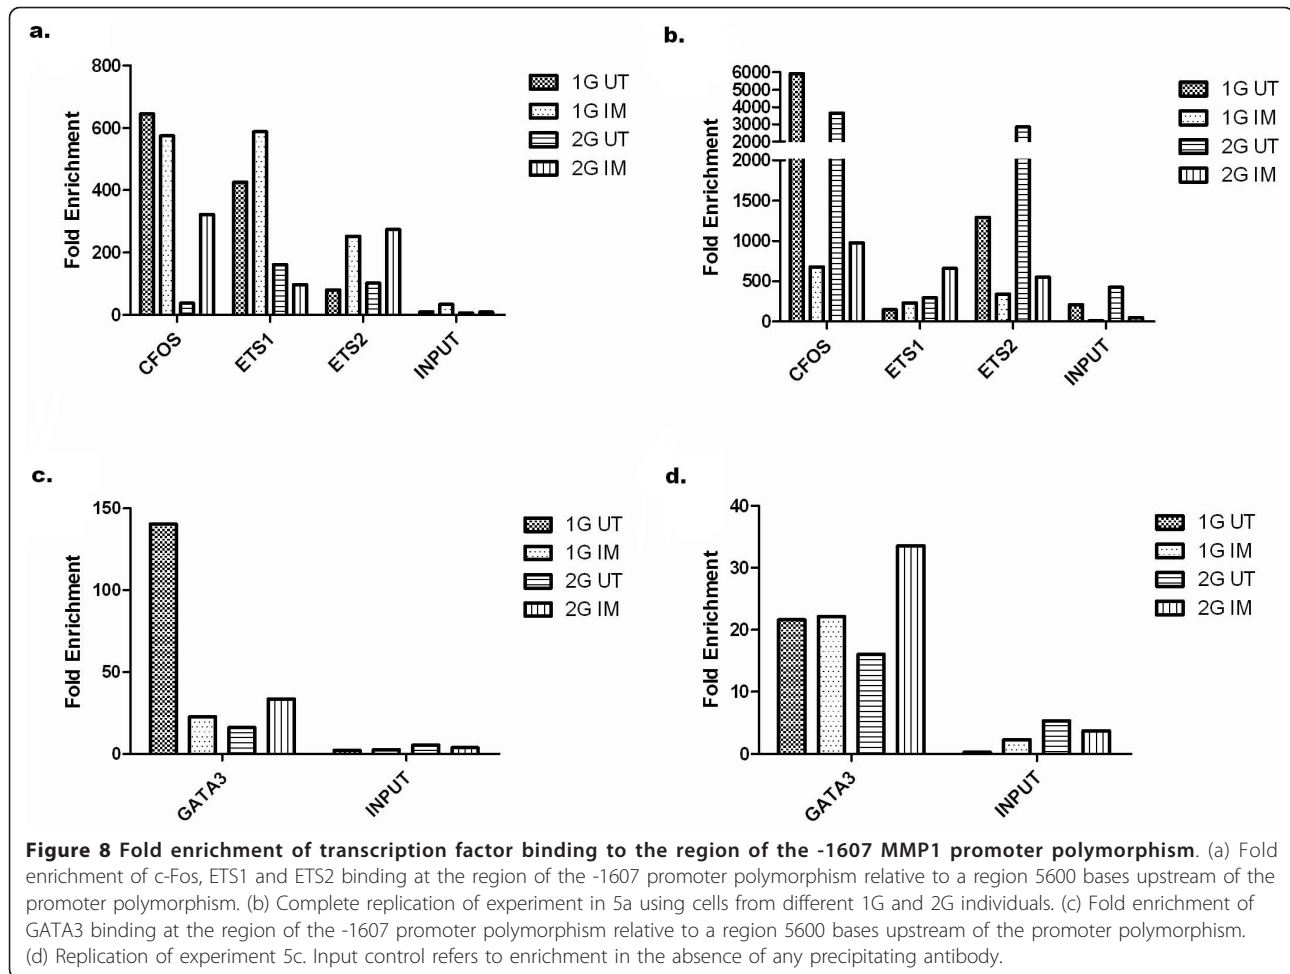 a.
800
600
400
200
0
Fold Enrichment
CFOS
ETS1
ETS2
INPUT
1G UT
1G IM
2G UT
2G IM
b.
6000
5000
4000
3000
2000
2000
1500
1000
500
0
Fold Enrichment
CFOS
ETS1
ETS2
INPUT
1G UT
1G IM
2G UT
2G IM
c.
150
100
50
0
Fold Enrichment
GATA3
INPUT
1G UT
1G IM
2G UT
2G IM
d.
40
30
20
10
0
Fold Enrichment
GATA3
INPUT
1G UT
1G IM
2G UT
2G IM
Figure 8 Fold enrichment of transcription factor binding to the region of the -1607 MMP1 promoter polymorphism. (a) Fold
enrichment of c-Fos, ETS1 and ETS2 binding at the region of the -1607 promoter polymorphism relative to a region 5600 bases upstream of the
promoter polymorphism. (b) Complete replication of experiment in 5a using cells from different 1G and 2G individuals. (c) Fold enrichment of
GATA3 binding at the region of the -1607 promoter polymorphism relative to a region 5600 bases upstream of the promoter polymorphism.
(d) Replication of experiment 5c. Input control refers to enrichment in the absence of any precipitating antibody.